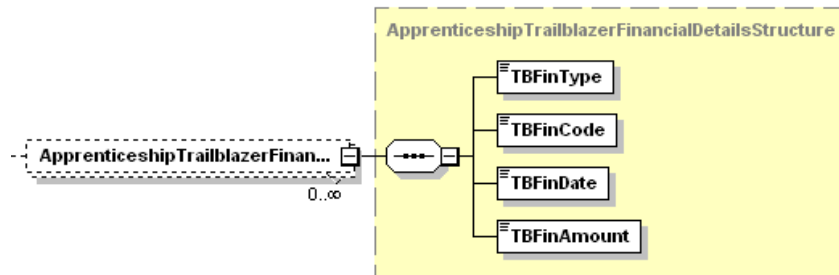 ApprenticeshipTrailblazerFinancialDetailsStructure
TBFinType
TBFinCode
ApprenticeshipTrailblazerFinan...
TBFinDate
0..∞
TBFinAmount